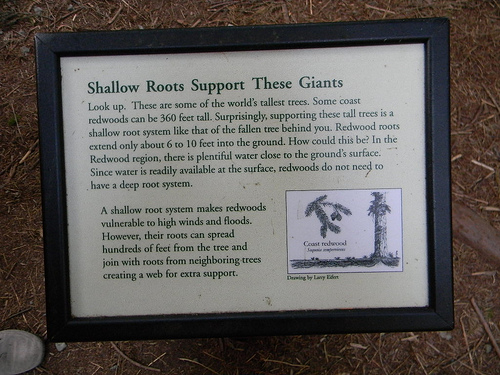 Shallow Roots Support These Giants
Look up. These are some of the world's tallest trees. Some coast
redwoods can be 360 feet tall. Surprisingly, supporting these tall trees is a
shallow root system like that of the fallen tree behind you. Redwood roots
extend only about 6 to 10 feet into the ground. How could this be? In the
Redwood region, there is plentiful water close to the ground's surface.
Since water is readily available at the surface, redwoods do not need to
have a deep root system.
A shallow root system makes redwoods
vulnerable to high winds and floods.
However, their roots can spread
hundreds of feet from the tree and
join with roots from neighboring trees
creating a web for extra support.
Coast redwood
Sequoia sempervirens
Drawing by Larry Eifert